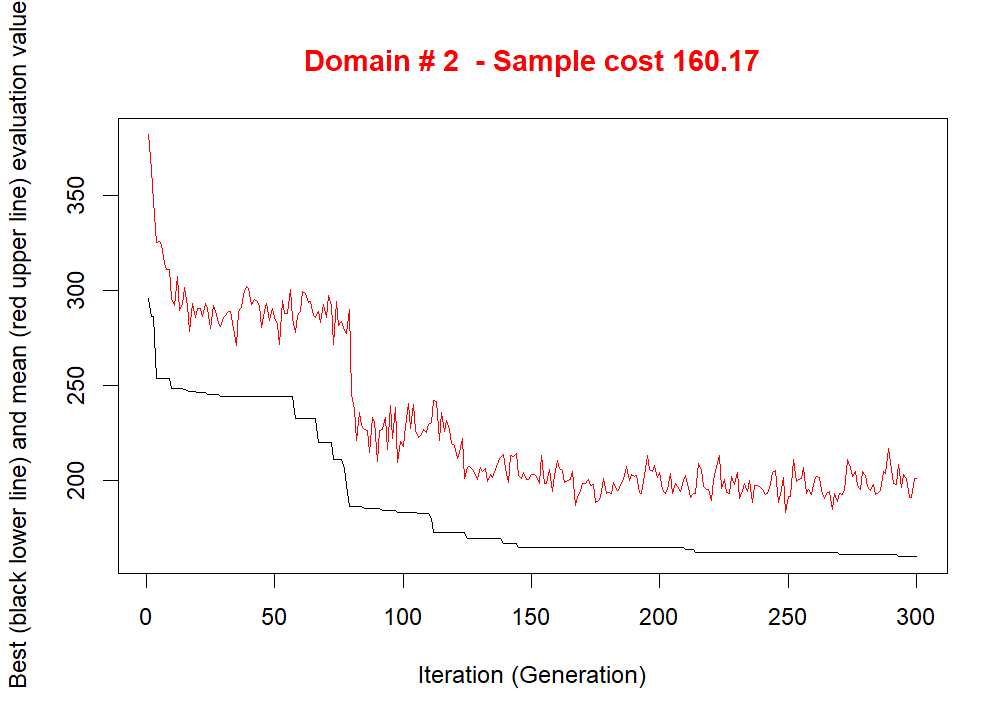 Domain # 2  - Sample cost 160.17
Best (black lower line) and mean (red upper line) evaluation value
350
300
250
200
0 50 100 150 200 250 300
Iteration (Generation)